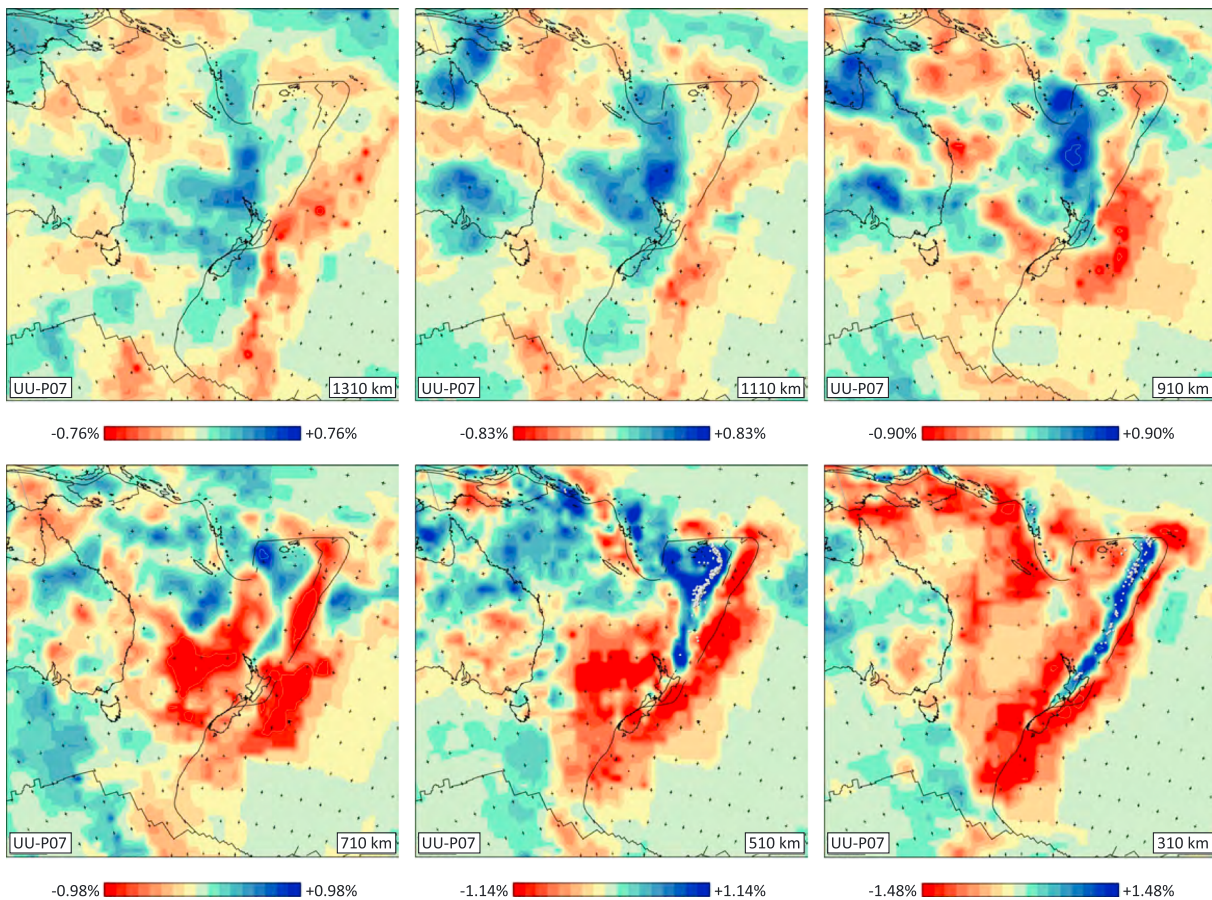 UU-P07 1310 km
UU-P07 1110 km
UU-P07 910 km
-0.76% +0.76%
-0.83% +0.83%
-0.90% +0.90%
UU-P07 710 km
UU-P07 510 km
UU-P07 310 km
-0.98% +0.98%
-1.14% +1.14%
-1.48% +1.48%